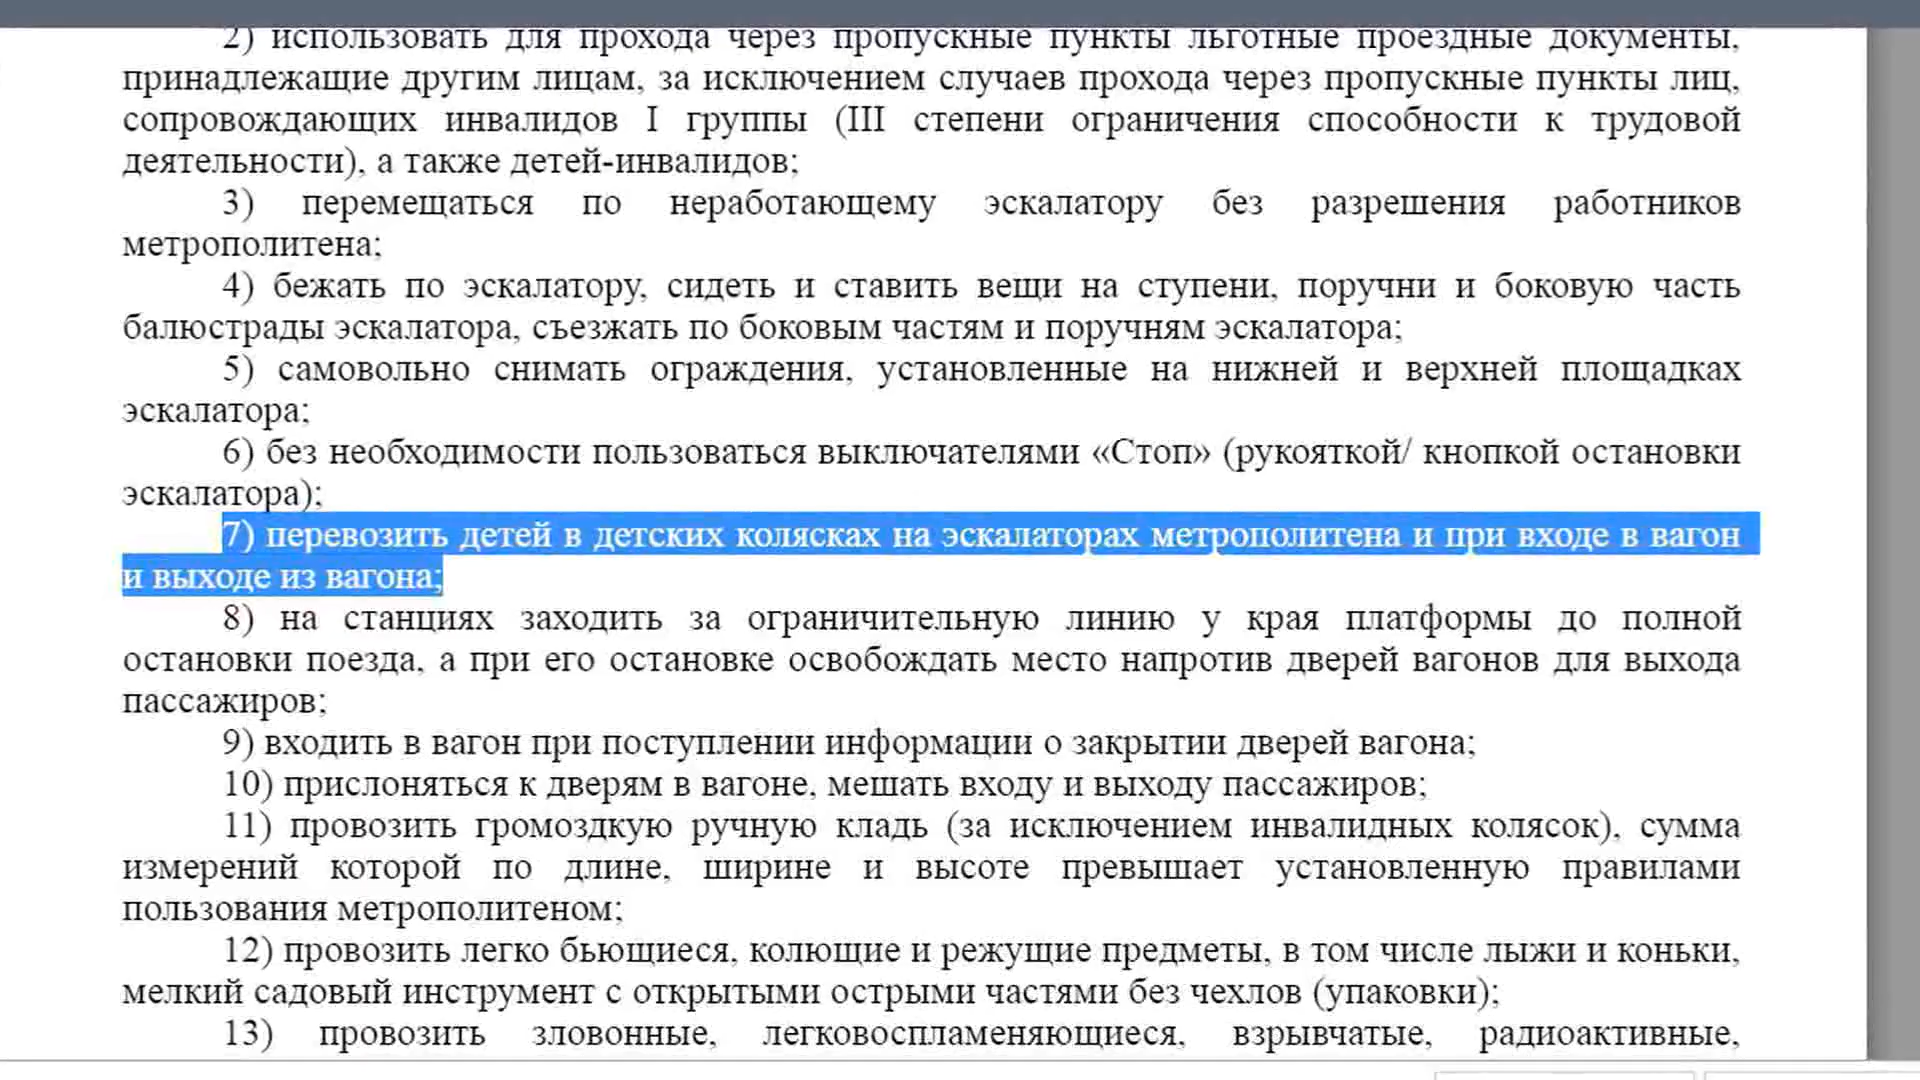 2) использовать для прохода через пропускные пункты льготные проездные документы,
принадлежащие другим лицам, за исключением случаев прохода через пропускные пункты лиц,
сопровождающих инвалидов I группы (III степени ограничения способности к трудовой
деятельности), а также детей-инвалидов;
3) перемещаться по неработающему эскалатору без разрешения работников
метрополитена;
4) бежать по эскалатору, сидеть и ставить вещи на ступени, поручни и боковую часть
балюстрады эскалатора, съезжать по боковым частям и поручням эскалатора;
5) самовольно снимать ограждения, установленные на нижней и верхней площадках
эскалатора;
6) без необходимости пользоваться выключателями «Стоп» (рукояткой/ кнопкой остановки
эскалатора);
7) перевозить детей в детских колясках на эскалаторах метрополитена и при входе в вагон
и выходе из вагона;
8) на станциях заходить за ограничительную линию у края платформы до полной
остановки поезда, а при его остановке освобождать место напротив дверей вагонов для выхода
пассажиров;
9) входить в вагон при поступлении информации о закрытии дверей вагона;
10) прислоняться к дверям в вагоне, мешать входу и выходу пассажиров;
11) провозить громоздкую ручную кладь (за исключением инвалидных колясок), сумма
измерений которой по длине, ширине и высоте превышает установленную правилами
пользования метрополитеном;
12) провозить легко бьющиеся, колющие и режущие предметы, в том числе лыжи и коньки,
мелкий садовый инструмент с открытыми острыми частями без чехлов (упаковки);
13) провозить зловонные, легковоспламеняющиеся, взрывчатые, радиоактивные,